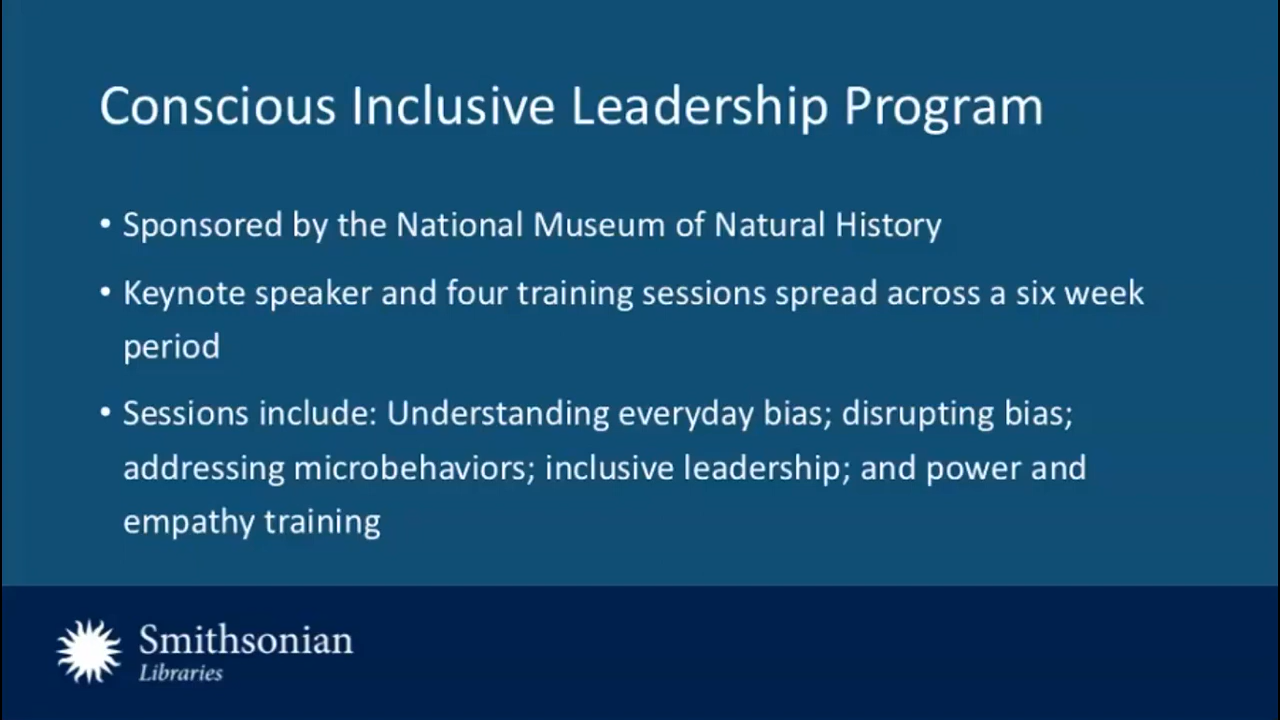 Conscious Inclusive Leadership Program
• Sponsored by the National Museum of Natural History
• Keynote speaker and four training sessions spread across a six week
period
• Sessions include: Understanding everyday bias; disrupting bias;
addressing microbehaviors; inclusive leadership; and power and
empathy training
Smithsonian
Libraries